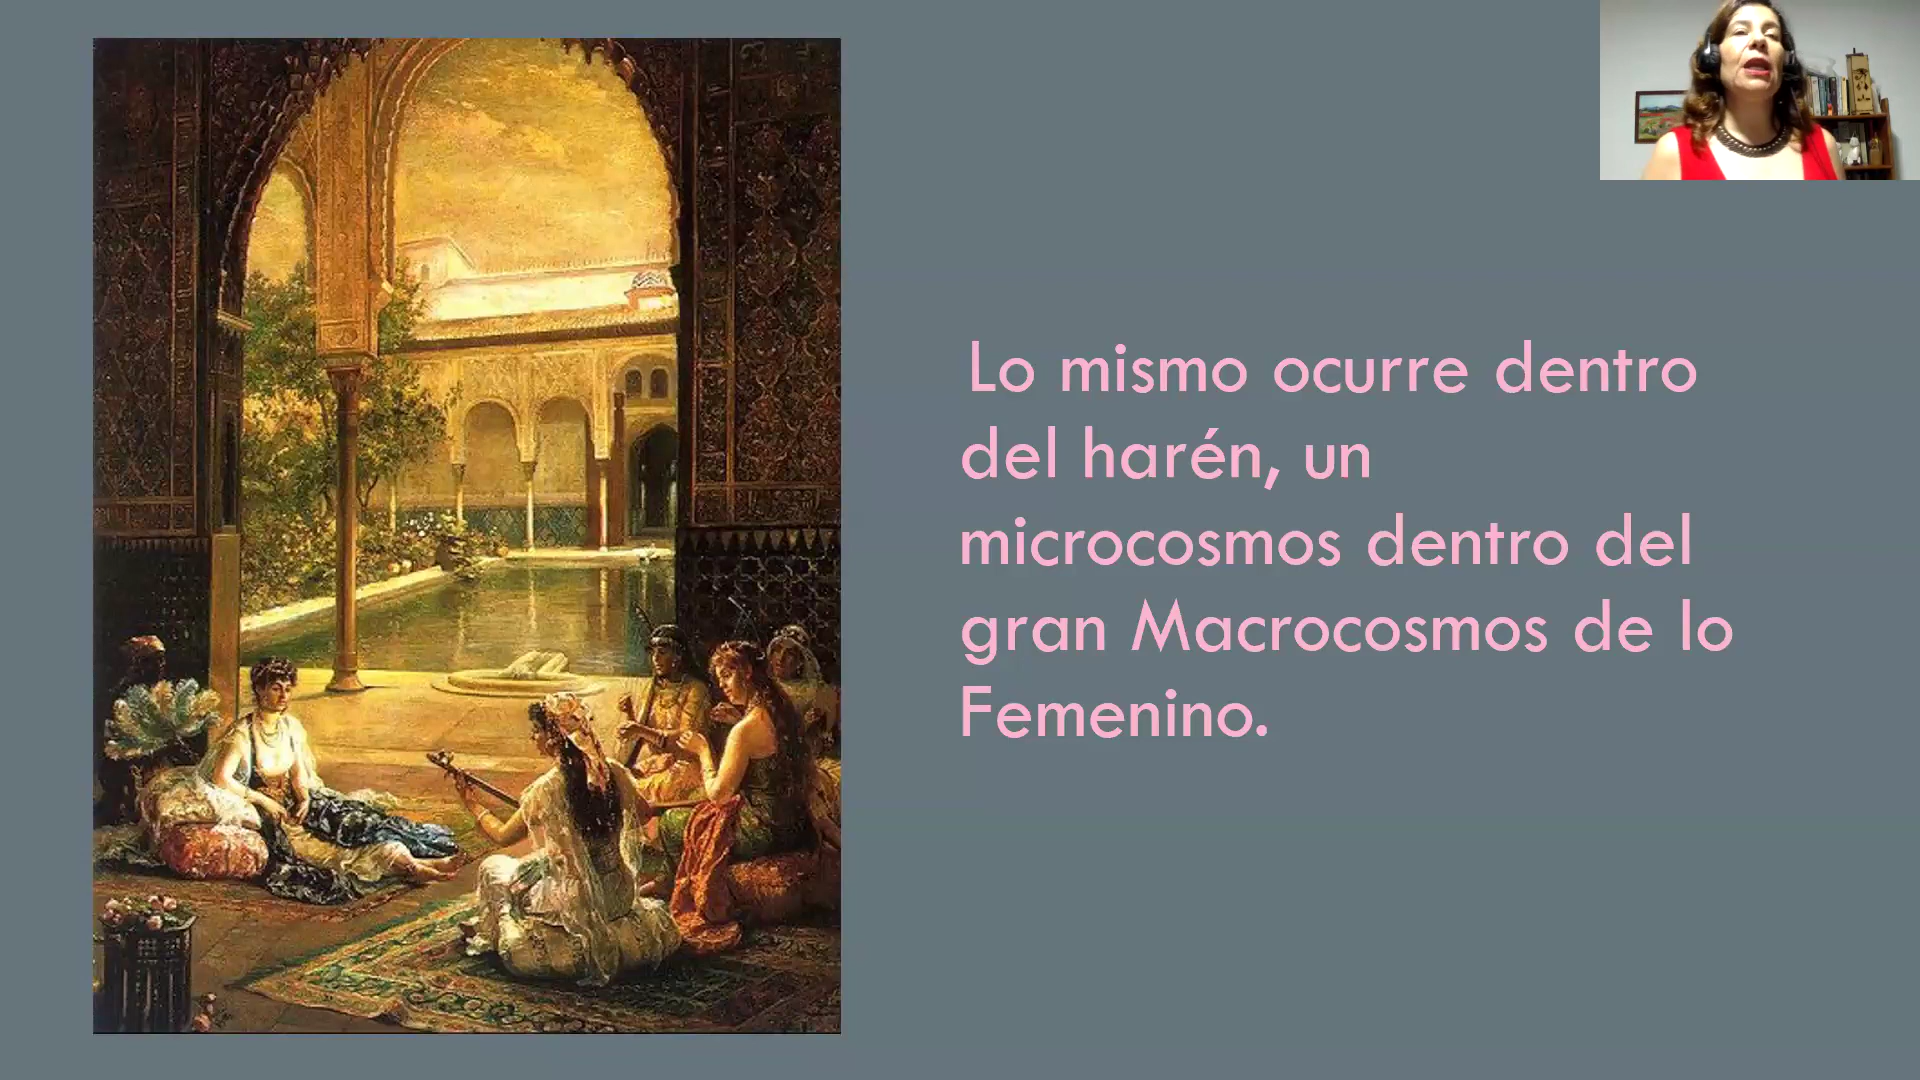 Lo mismo ocurre dentro
del harén, un
microcosmos dentro del
gran Macrocosmos de lo
Femenino.